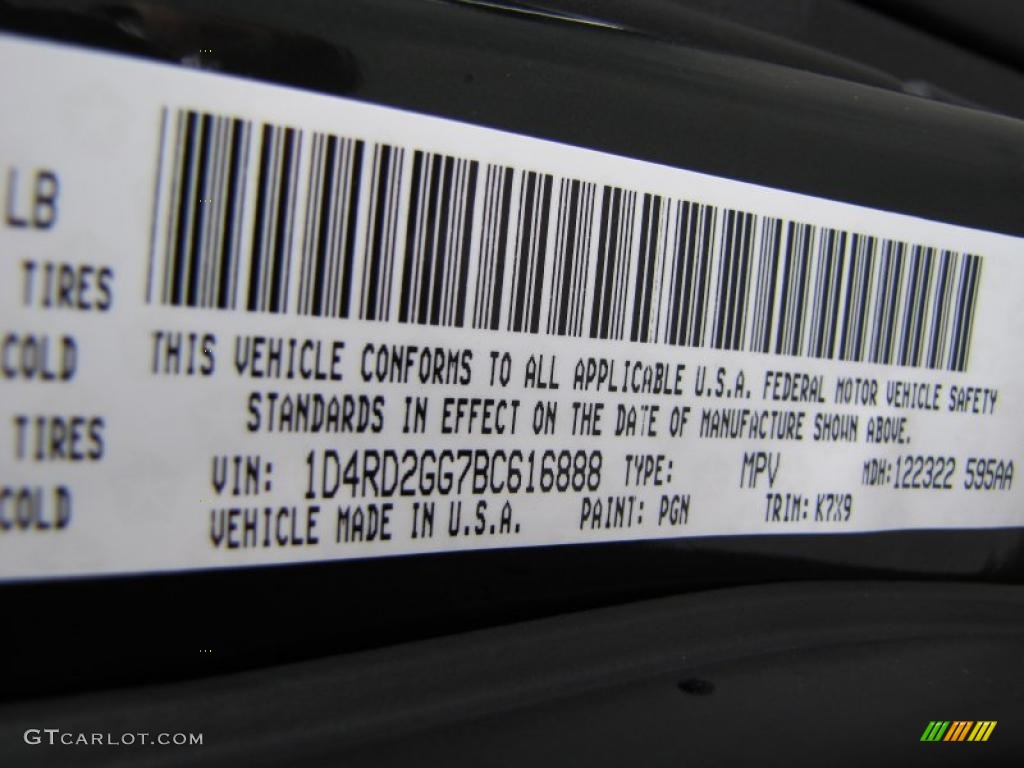 LB
TIRES
COLD
TIRES
COLD
THIS VEHICLE CONFORMS TO ALL APPLICABLE U.S.A. FEDERAL MOTOR VEHICLE SAFETY
STANDARDS IN EFFECT ON THE DATE OF MANUFACTURE SHOWN ABOVE.
VIN: 1D4RD2GG7BC616888 TYPE: MPV MDH:122322 595AA
VEHICLE MADE IN U.S.A. PAINT: PGN TRIM: K7X9
GTCARLOT.COM